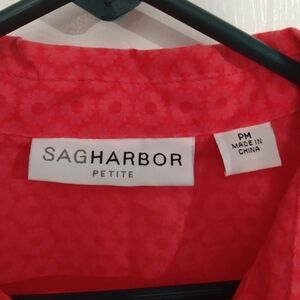 SAGHARBOR
PETITE
PM
MADE IN
CHINA